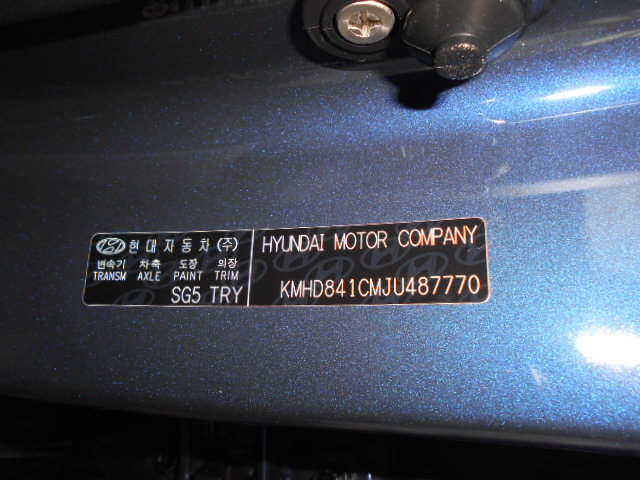 현대자동차(주)
변속기 차축 도장 의장
TRANSM AXLE PAINT TRIM
SG5 TRY
HYUNDAI MOTOR COMPANY
KMHD841CMJU487770